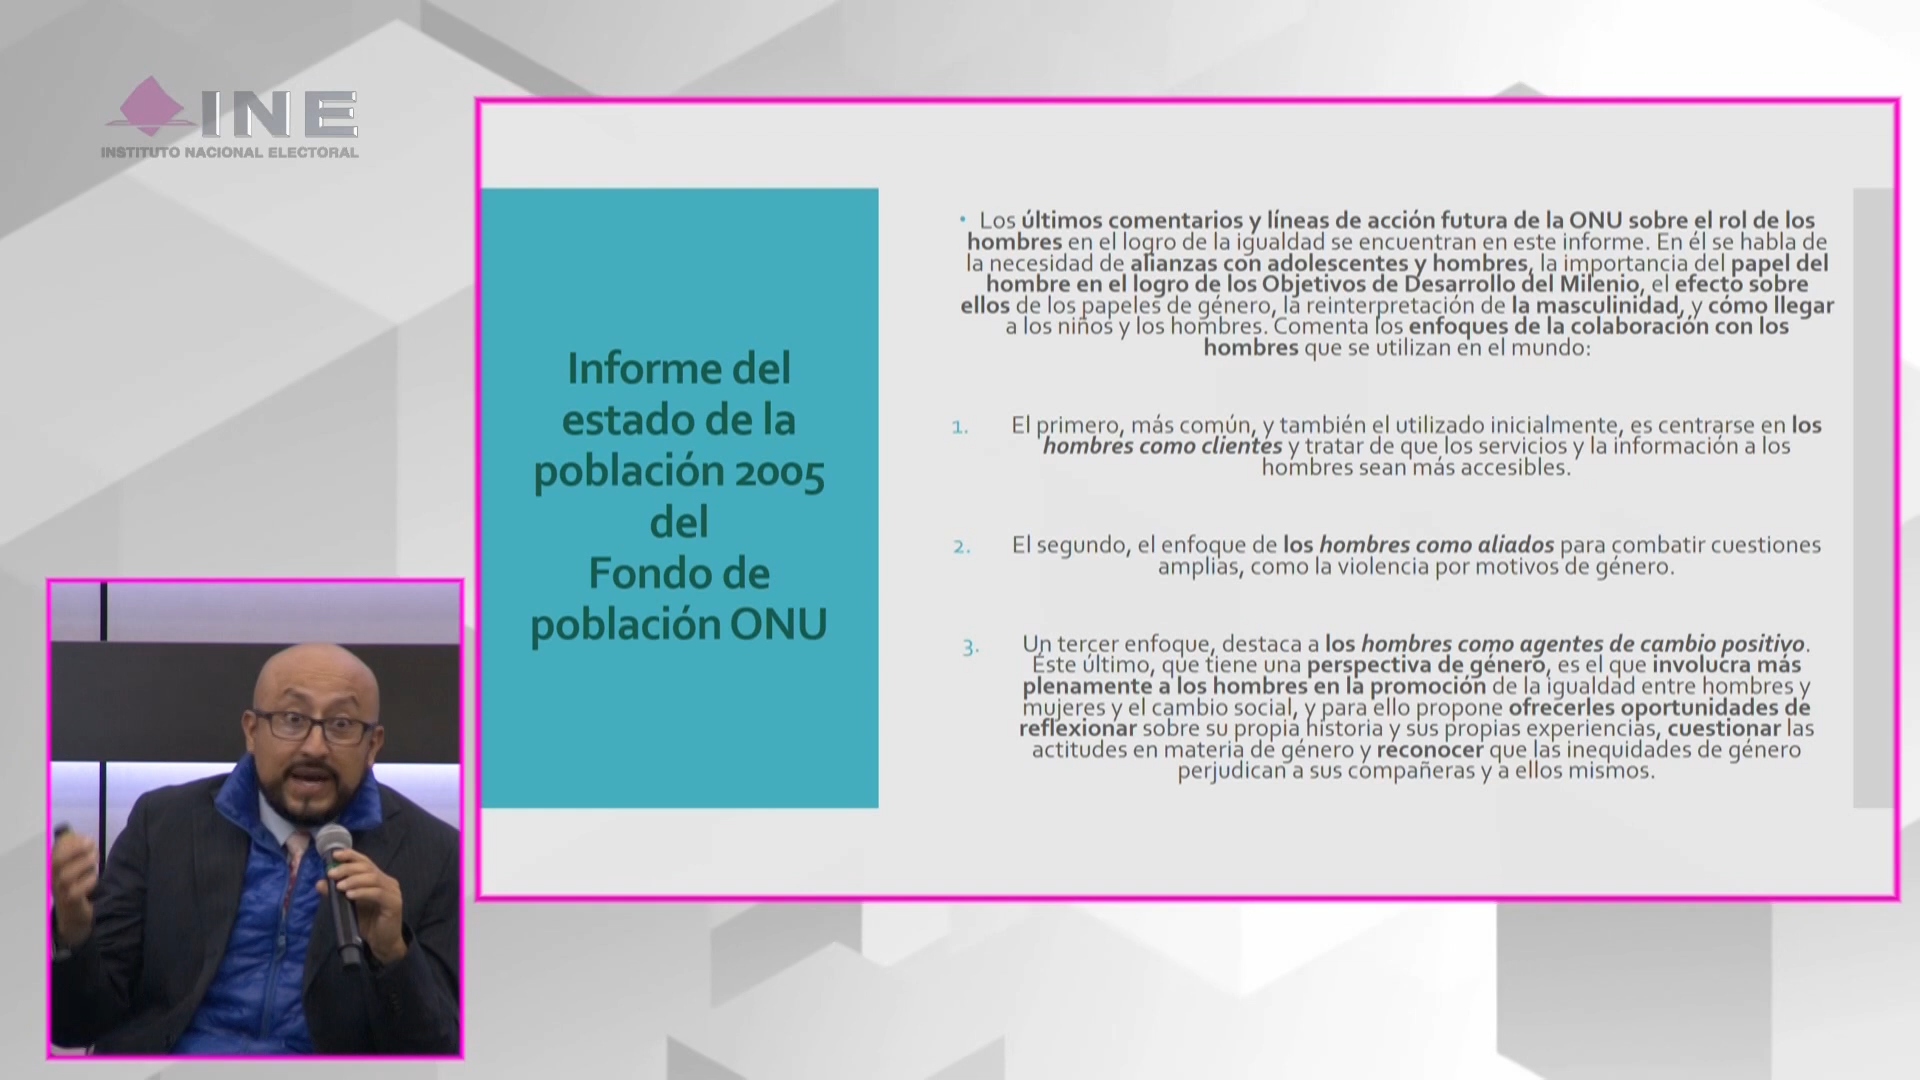 INE
INSTITUTO NACIONAL ELECTORAL
Informe del
estado de la
población 2005
del
Fondo de
población ONU
• Los últimos comentarios y líneas de acción futura de la ONU sobre el rol de los
hombres en el logro de la igualdad se encuentran en este informe. En él se habla de
la necesidad de alianzas con adolescentes y hombres, la importancia del papel del
hombre en el logro de los Objetivos de Desarrollo del Milenio, el efecto sobre
ellos de los papeles de género, la reinterpretación de la masculinidad, y cómo llegar
a los niños y los hombres. Comenta los enfoques de la colaboración con los
hombres que se utilizan en el mundo:
1. El primero, más común, y también el utilizado inicialmente, es centrarse en los
hombres como clientes y tratar de que los servicios y la información a los
hombres sean más accesibles.
2. El segundo, el enfoque de los hombres como aliados para combatir cuestiones
amplias, como la violencia por motivos de género.
3. Un tercer enfoque, destaca a los hombres como agentes de cambio positivo.
Este último, que tiene una perspectiva de género, es el que involucra más
plenamente a los hombres en la promoción de la igualdad entre hombres y
mujeres y el cambio social, y para ello propone ofrecerles oportunidades de
reflexionar sobre su propia historia y sus propias experiencias, cuestionar las
actitudes en materia de género y reconocer que las inequidades de género
perjudican a sus compañeras y a ellos mismos.